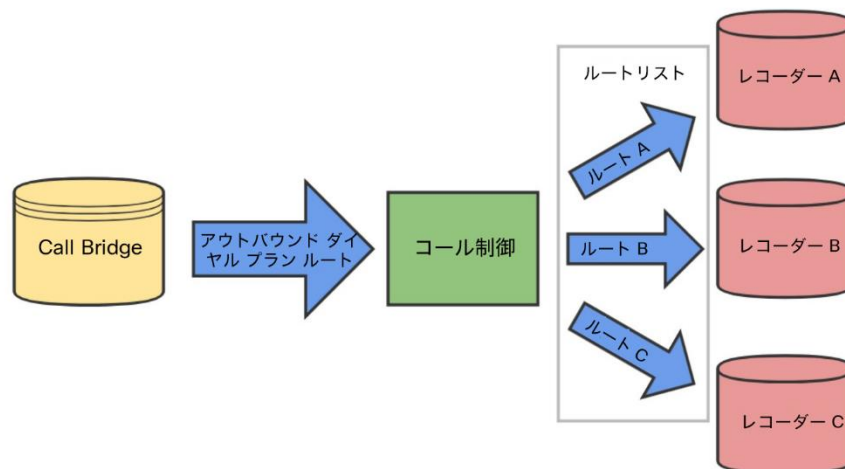 ルートリスト
レコーダー A
ルート A
Call Bridge
アウトバウンド ダイ
ヤル プラン ルート
コール制御
ルート B
レコーダー B
ルート C
レコーダー C